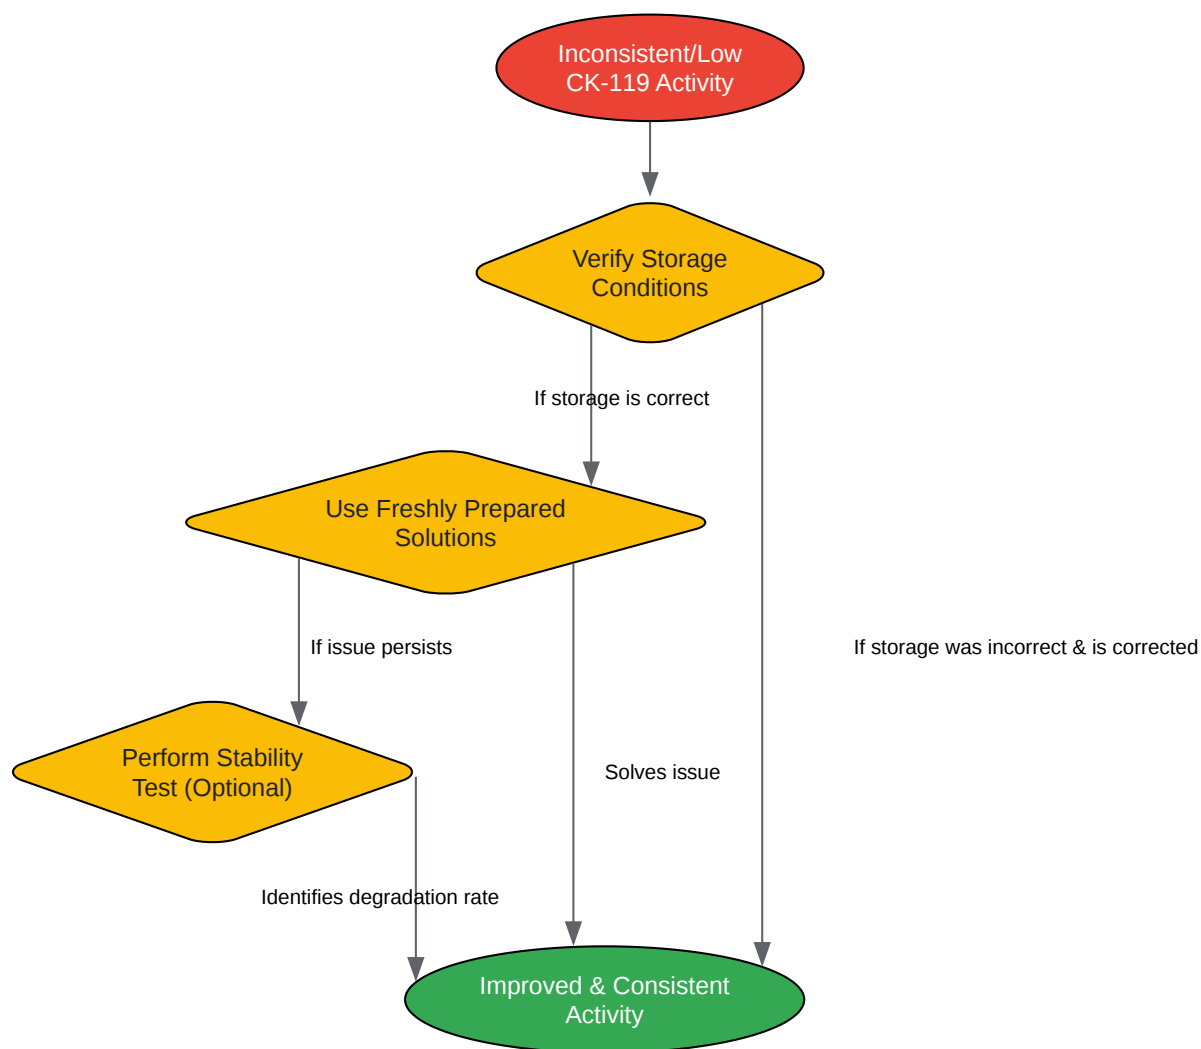 Inconsistent/Low
CK-119 Activity
Verify Storage
Conditions
If storage is correct
Use Freshly Prepared
Solutions
If issue persists
If storage was incorrect & is corrected
Perform Stability
Test (Optional)
Solves issue
Identifies degradation rate
Improved & Consistent
Activity